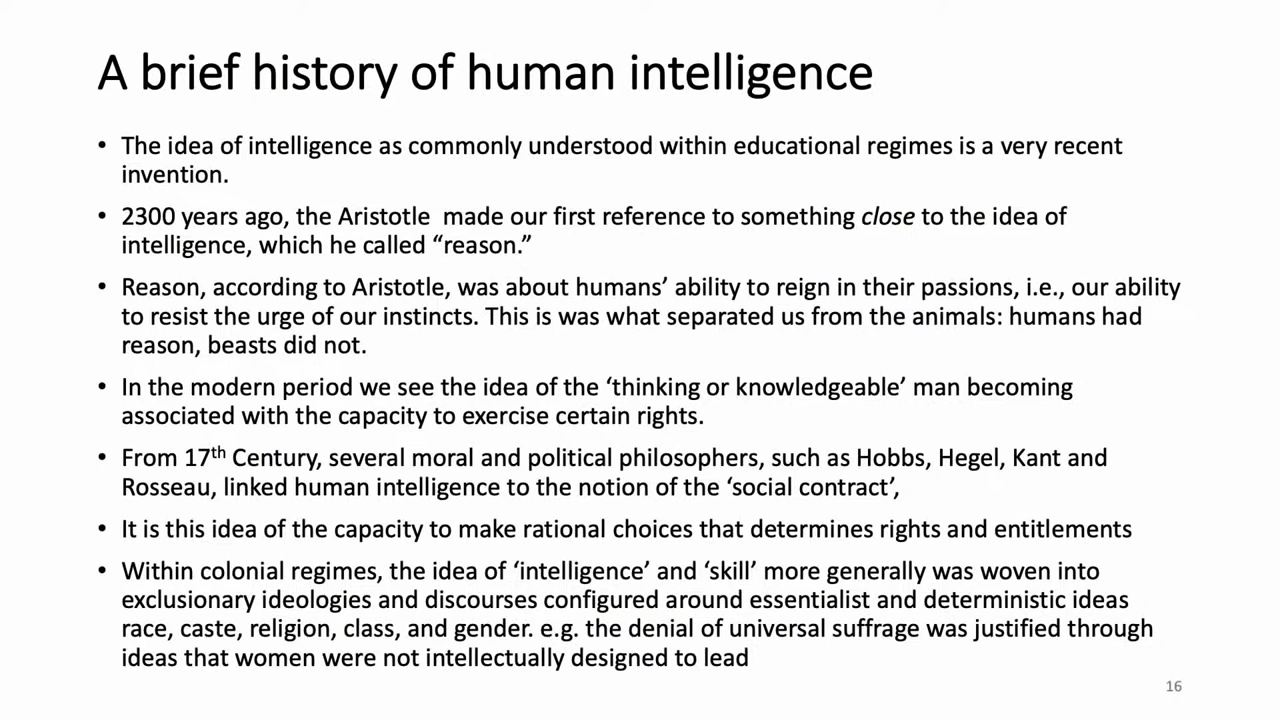 A brief history of human intelligence
• The idea of intelligence as commonly understood within educational regimes is a very recent
invention.
• 2300 years ago, the Aristotle  made our first reference to something close to the idea of
intelligence, which he called “reason.”
• Reason, according to Aristotle, was about humans’ ability to reign in their passions, i.e., our ability
to resist the urge of our instincts. This is was what separated us from the animals: humans had
reason, beasts did not.
• In the modern period we see the idea of the ‘thinking or knowledgeable’ man becoming
associated with the capacity to exercise certain rights.
• From 17th Century, several moral and political philosophers, such as Hobbs, Hegel, Kant and
Rosseau, linked human intelligence to the notion of the ‘social contract’,
• It is this idea of the capacity to make rational choices that determines rights and entitlements
• Within colonial regimes, the idea of ‘intelligence’ and ‘skill’ more generally was woven into
exclusionary ideologies and discourses configured around essentialist and deterministic ideas
race, caste, religion, class, and gender. e.g. the denial of universal suffrage was justified through
ideas that women were not intellectually designed to lead
16